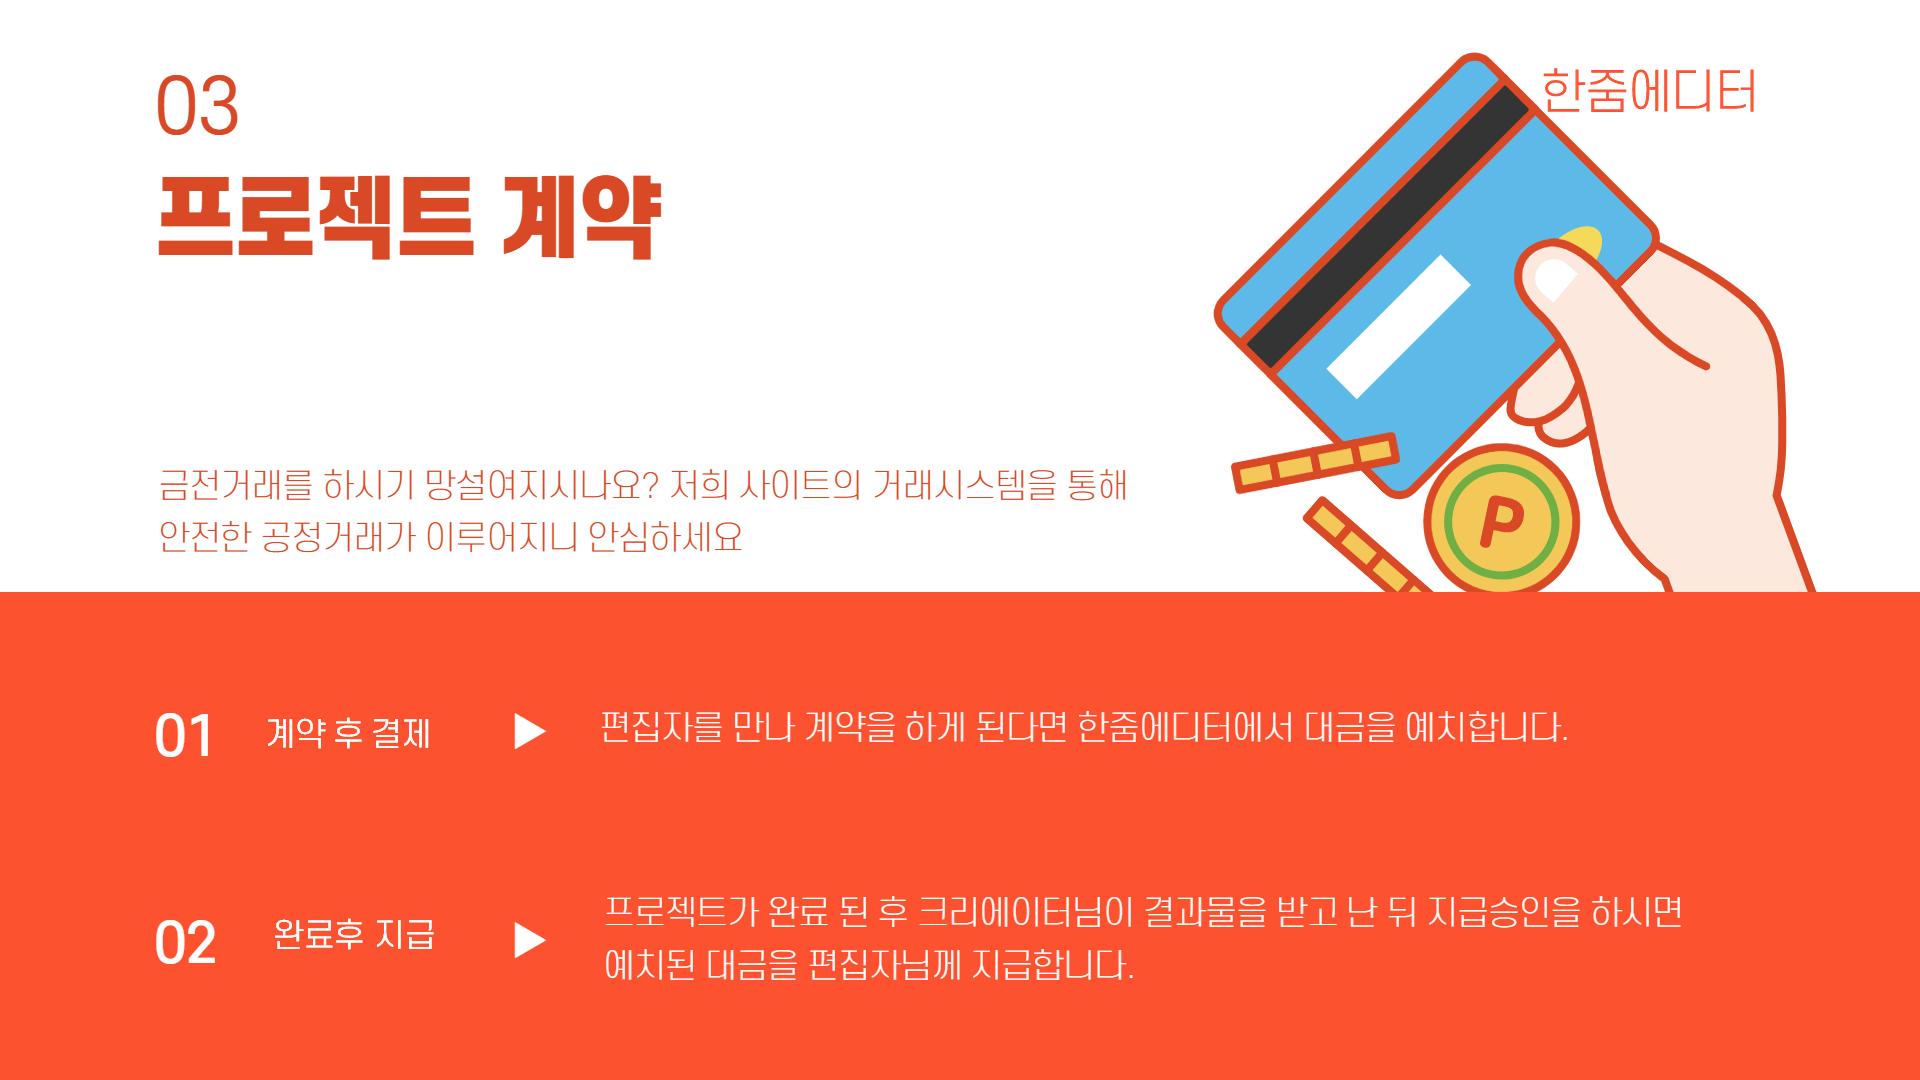 03
한줌에디터
프로젝트 계약
금전거래를 하시기 망설여지시나요? 저희 사이트의 거래시스템을 통해
안전한 공정거래가 이루어지니 안심하세요
P
01 계약 후 결제 ▶ 편집자를 만나 계약을 하게 된다면 한줌에디터에서 대금을 예치합니다.
02 완료후 지급 ▶ 프로젝트가 완료 된 후 크리에이터님이 결과물을 받고 난 뒤 지급승인을 하시면
예치된 대금을 편집자님께 지급합니다.